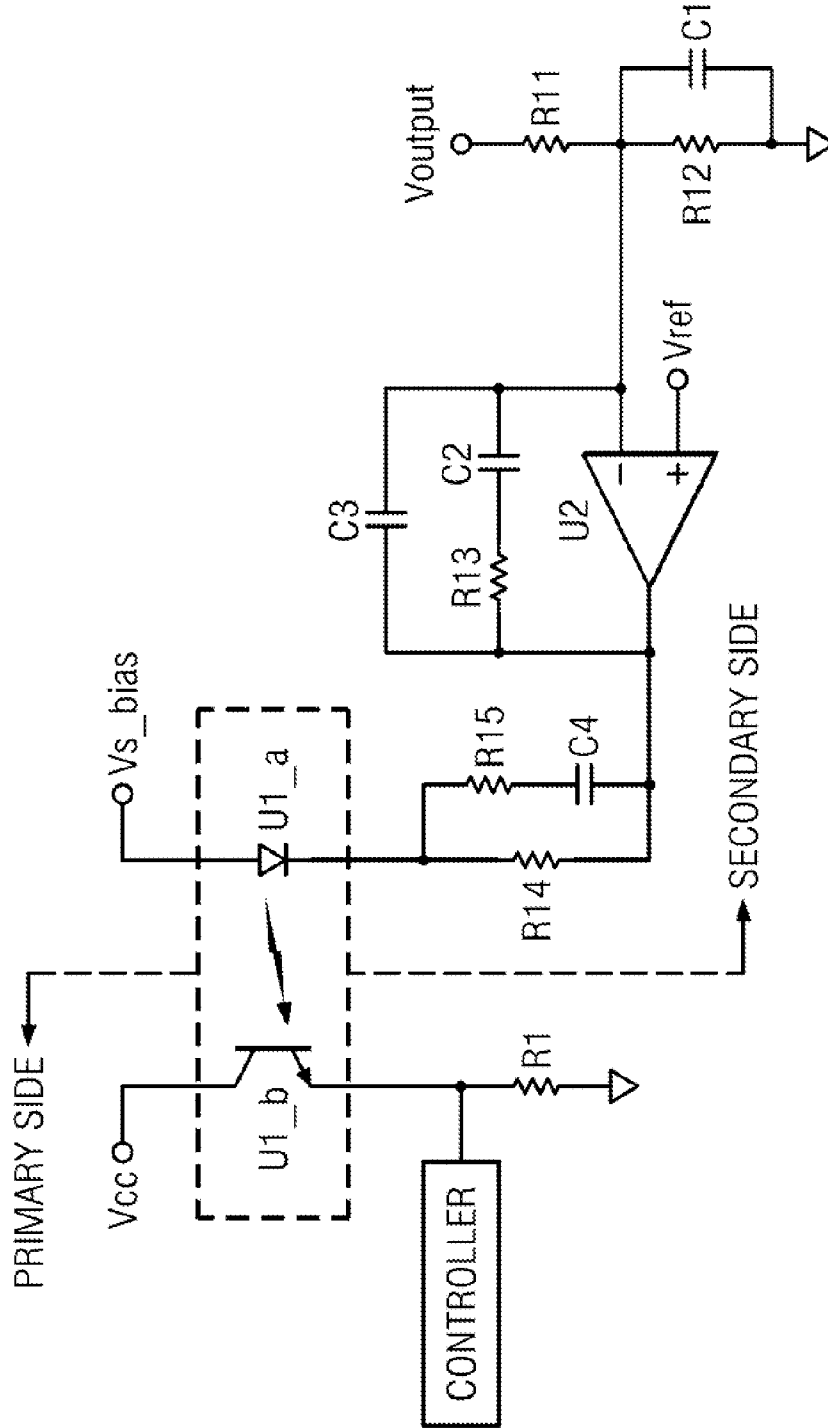 PRIMARY SIDE
Vcc
Vs_bias
U1_b
U1_a
CONTROLLER
R1
R14
R15
C4
SECONDARY SIDE
C3
R13
C2
U2
−
+
Vref
Voutput
R11
R12
C1